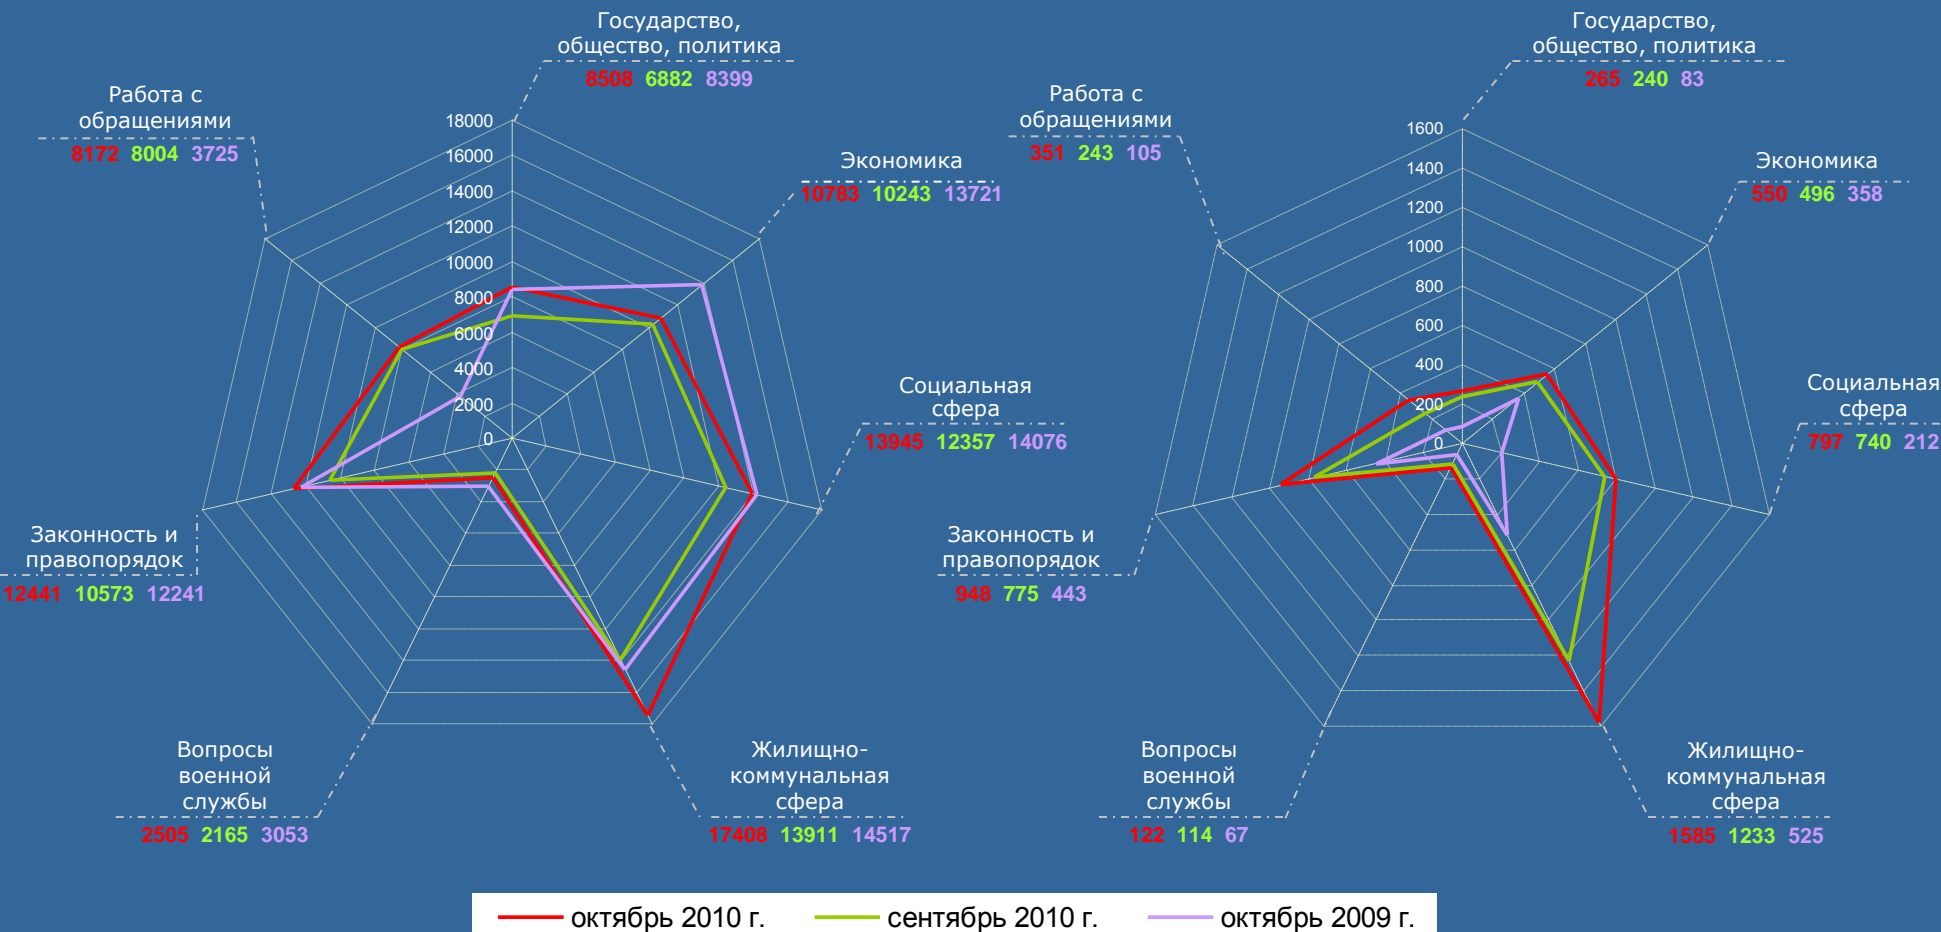 Государство,
общество, политика
8508 6882 8399
Работа с
обращениями
8172 8004 3725
Экономика
10783 10243 13721
Социальная
сфера
13945 12357 14076
Жилищно-
коммунальная
сфера
17408 13911 14517
Вопросы
военной
службы
2505 2165 3053
Законность и
правопорядок
12441 10573 12241
18000
16000
14000
12000
10000
8000
6000
4000
2000
0
Государство,
общество, политика
265 240 83
Работа с
обращениями
351 243 105
Экономика
550 496 358
Социальная
сфера
797 740 212
Жилищно-
коммунальная
сфера
1585 1233 525
Вопросы
военной
службы
122 114 67
Законность и
правопорядок
948 775 443
1600
1400
1200
1000
800
600
400
200
0
октябрь 2010 г. сентябрь 2010 г. октябрь 2009 г.